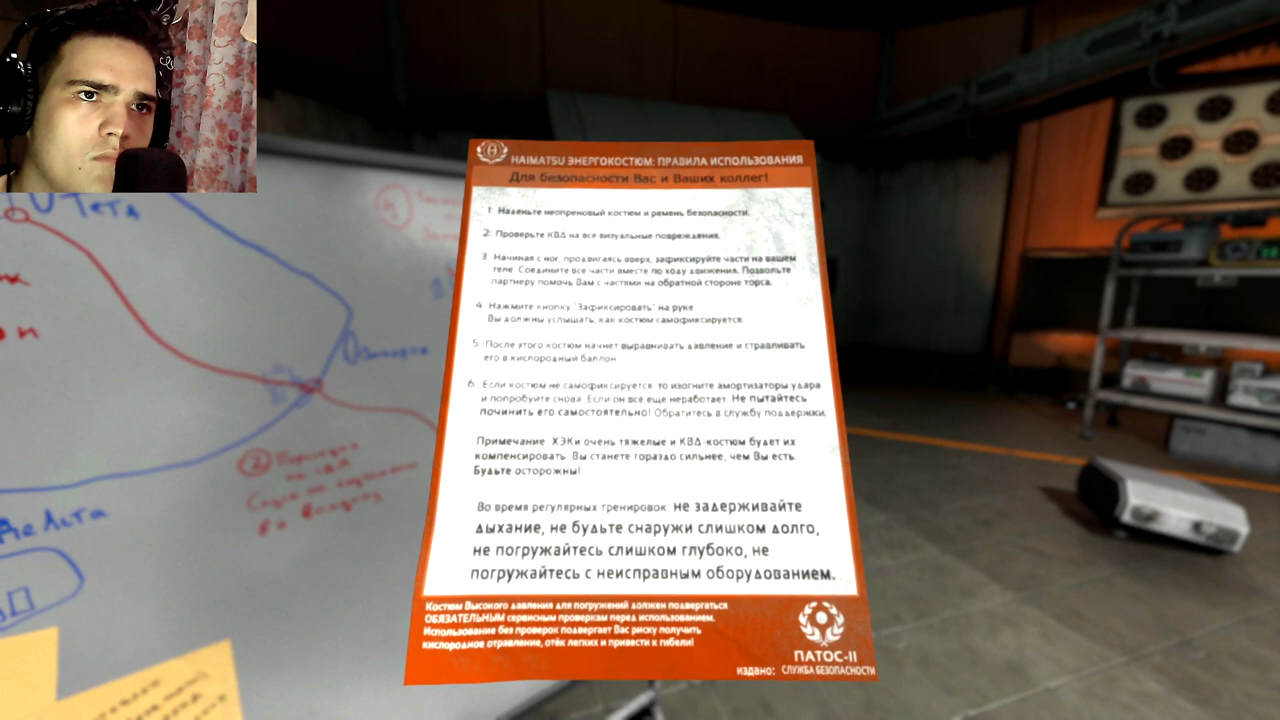 HAIMATSU ЭНЕРГОКОСТЮМ: ПРАВИЛА ИСПОЛЬЗОВАНИЯ
Для безопасности Вас и Ваших коллег!
1. Наденьте неопреновый костюм и ремень безопасности.
2: Проверьте КВД на все визуальные повреждения.
3 Начиная с ног, продвигаясь вверх, зафиксируйте части на вашем
теле. Соедините все части вместе по ходу движения. Позвольте
партнеру помочь Вам с частями на обратной стороне торса.
4 Нажмите кнопку "Зафиксировать" на руке
Вы должны услышать, как костюм самофиксируется.
5 После этого костюм начнет выравнивать давление и стравливать
его в кислородный баллон
6 Если костюм не самофиксируется то изогните амортизаторы удара
и попробуйте снова. Если он всё еще неработает Не пытайтесь
починить его самостоятельно! Обратитесь в службу поддержки.
Примечание ХЭКи очень тяжелые и КВД-костюм будет их
компенсировать. Вы станете гораздо сильнее, чем Вы есть.
Будьте осторожны!
Во время регулярных тренировок: не задерживайте
дыхание, не будьте снаружи слишком долго,
не погружайтесь слишком глубоко, не
погружайтесь с неисправным оборудованием.
Костюм Высокого давления для погружений должен подвергаться
ОБЯЗАТЕЛЬНЫМ сервисным проверкам перед использованием.
Использование без проверок подвергает Вас риску получить
кислородное отравление, отёк легких и привести к гибели!
ПАТОС-II
издано: СЛУЖБА БЕЗОПАСНОСТИ
Тета
Дельта
2